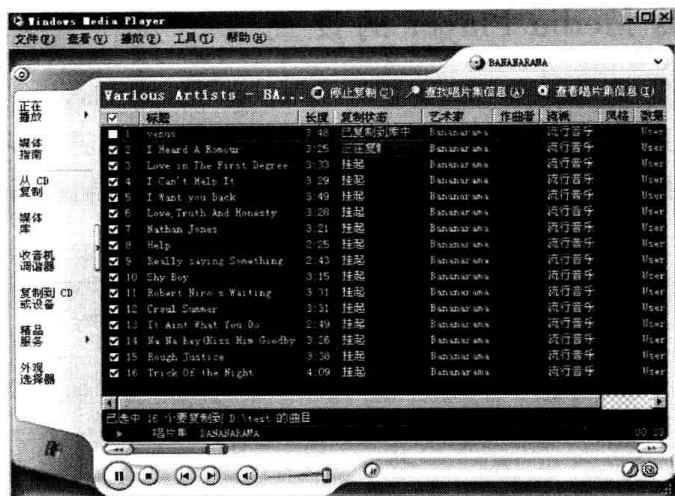 Windows Media Player
文件(F) 查看(V) 播放(P) 工具(T) 帮助(H)
BANANARAMA
Various Artists - BA... 停止复制(C) 查找唱片集信息(A) 查看唱片集信息(I)
正在
播放
媒体
指南
从 CD
复制
媒体
库
收音机
调谐器
复制到 CD
或设备
精品
服务
外观
选择器
标题 长度 复制状态 艺术家 作曲者 流派 风格 数据
1 venus 3:48 已复制到库中 Bananarama 流行音乐 User
2 I Heard A Romour 3:25 正在复制 Bananarama 流行音乐 User
3 Love in The First Degree 3:33 挂起 Bananarama 流行音乐 User
4 I Can't Help It 3:29 挂起 Bananarama 流行音乐 User
5 I Want you Back 3:49 挂起 Bananarama 流行音乐 User
6 Love,Truth And Honesty 3:28 挂起 Bananarama 流行音乐 User
7 Nathan Jones 3:21 挂起 Bananarama 流行音乐 User
8 Help 2:25 挂起 Bananarama 流行音乐 User
9 Really saying Something 2:43 挂起 Bananarama 流行音乐 User
10 Shy Boy 3:15 挂起 Bananarama 流行音乐 User
11 Robert Niro s Waiting 3:31 挂起 Bananarama 流行音乐 User
12 Creul Summer 3:31 挂起 Bananarama 流行音乐 User
13 It Aint What You Do 2:49 挂起 Bananarama 流行音乐 User
14 Na Na hey(Kiss Him Goodby 3:26 挂起 Bananarama 流行音乐 User
15 Rough Justice 3:38 挂起 Bananarama 流行音乐 User
16 Trick Of the Night 4:09 挂起 Bananarama 流行音乐 User
已选中 16 个要复制到 D:\test 的曲目
唱片集 BANANARAMA